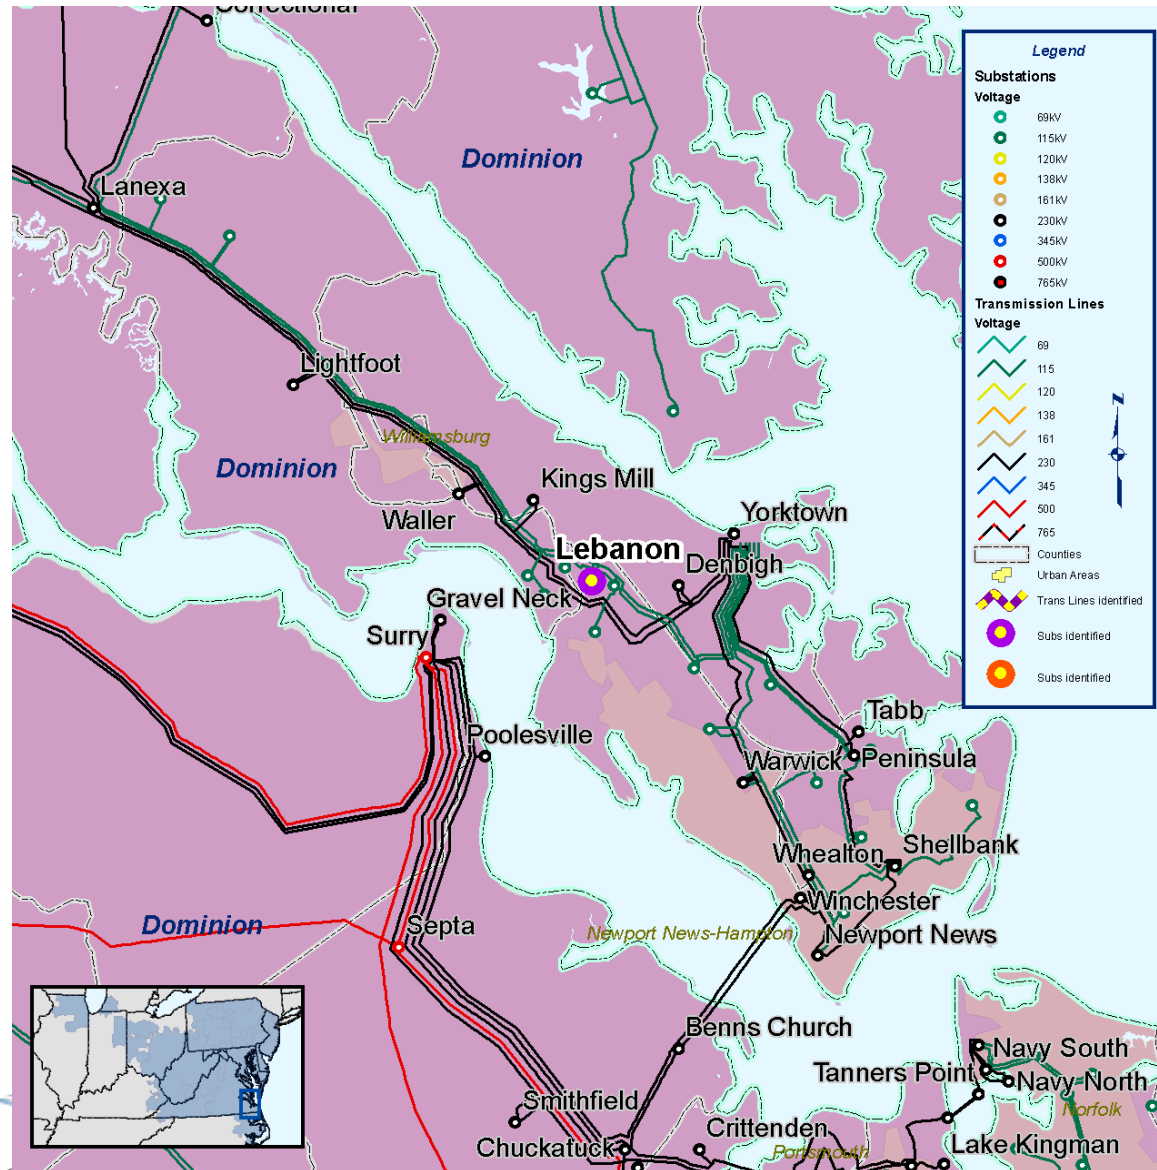 Correctional
Legend
Substations
Voltage
69kV
115kV
120kV
138kV
161kV
230kV
345kV
500kV
765kV
Transmission Lines
Voltage
69
115
120
138
161
230
345
500
765
Counties
Urban Areas
Trans Lines identified
Subs identified
Subs identified
N
Dominion
Lanexa
Lightfoot
Williamsburg
Dominion
Kings Mill
Waller
Yorktown
Lebanon
Denbigh
Gravel Neck
Surry
Tabb
Poolesville
Warwick
Peninsula
Shellbank
Whealton
Winchester
Dominion
Septa
Newport News-Hampton
Newport News
Benns Church
Navy South
Tanners Point
Navy North
Smithfield
Norfolk
Crittenden
Chuckatuck
Portsmouth
Lake Kingman